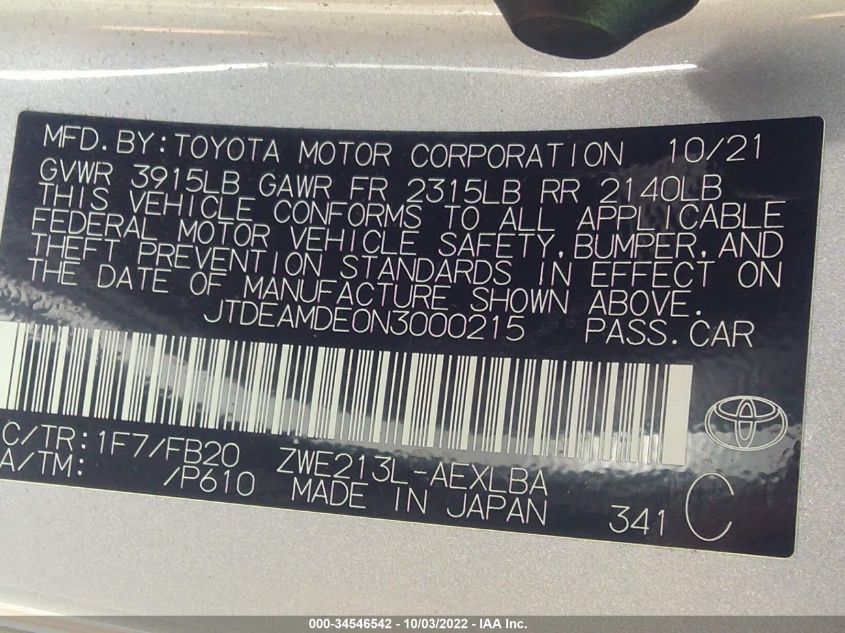 MFD. BY: TOYOTA MOTOR CORPORATION 10/21
GVWR 3915LB GAWR FR 2315LB RR 2140LB
THIS VEHICLE CONFORMS TO ALL APPLICABLE
FEDERAL MOTOR VEHICLE SAFETY, BUMPER, AND
THEFT PREVENTION STANDARDS IN EFFECT ON
THE DATE OF MANUFACTURE SHOWN ABOVE.
JTDEAMDE0N3000215 PASS. CAR
C/TR: 1F7/FB20 ZWE213L-AEXLBA
A/TM: /P610 MADE IN JAPAN 341 C
000-34546542 - 10/03/2022 - IAA Inc.